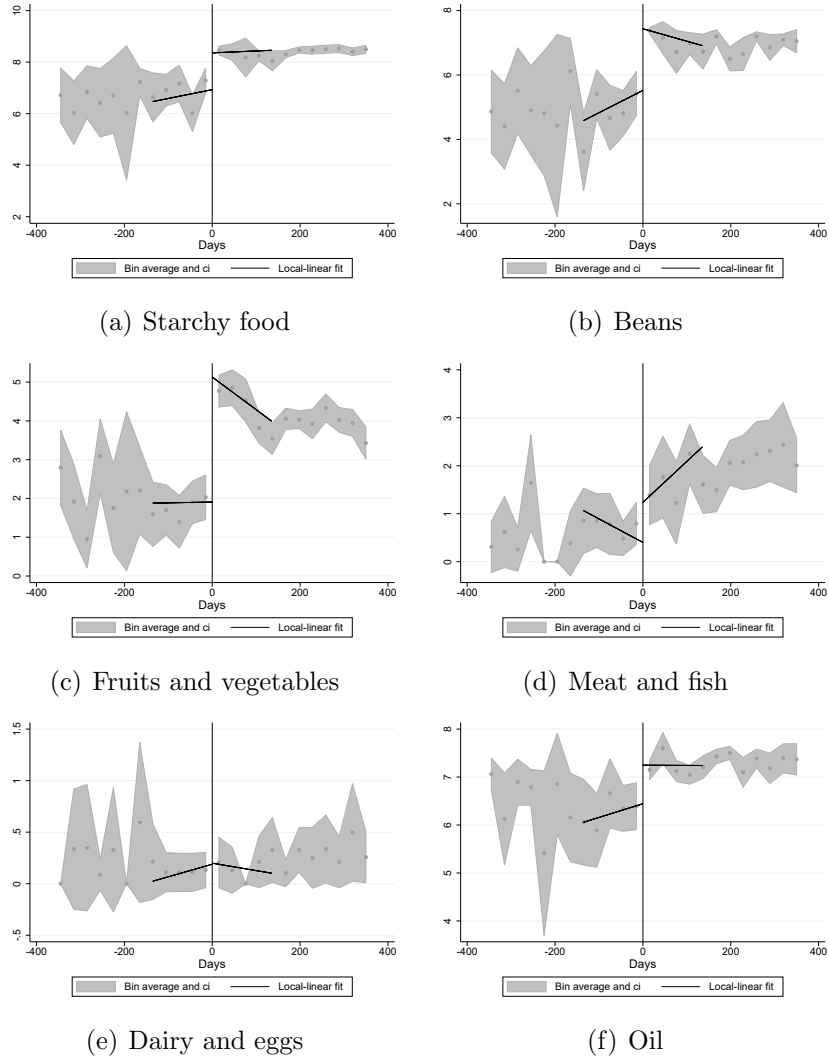 10
8
6
4
2
-400 -200 0 200 400
Days
Bin average and ci Local-linear fit
(a) Starchy food
8
6
4
2
-400 -200 0 200 400
Days
Bin average and ci Local-linear fit
(b) Beans
5
4
3
2
1
0
-400 -200 0 200 400
Days
Bin average and ci Local-linear fit
(c) Fruits and vegetables
4
3
2
1
0
-400 -200 0 200 400
Days
Bin average and ci Local-linear fit
(d) Meat and fish
1.5
1
.5
0
-.5
-400 -200 0 200 400
Days
Bin average and ci Local-linear fit
(e) Dairy and eggs
8
7
6
5
4
-400 -200 0 200 400
Days
Bin average and ci Local-linear fit
(f) Oil